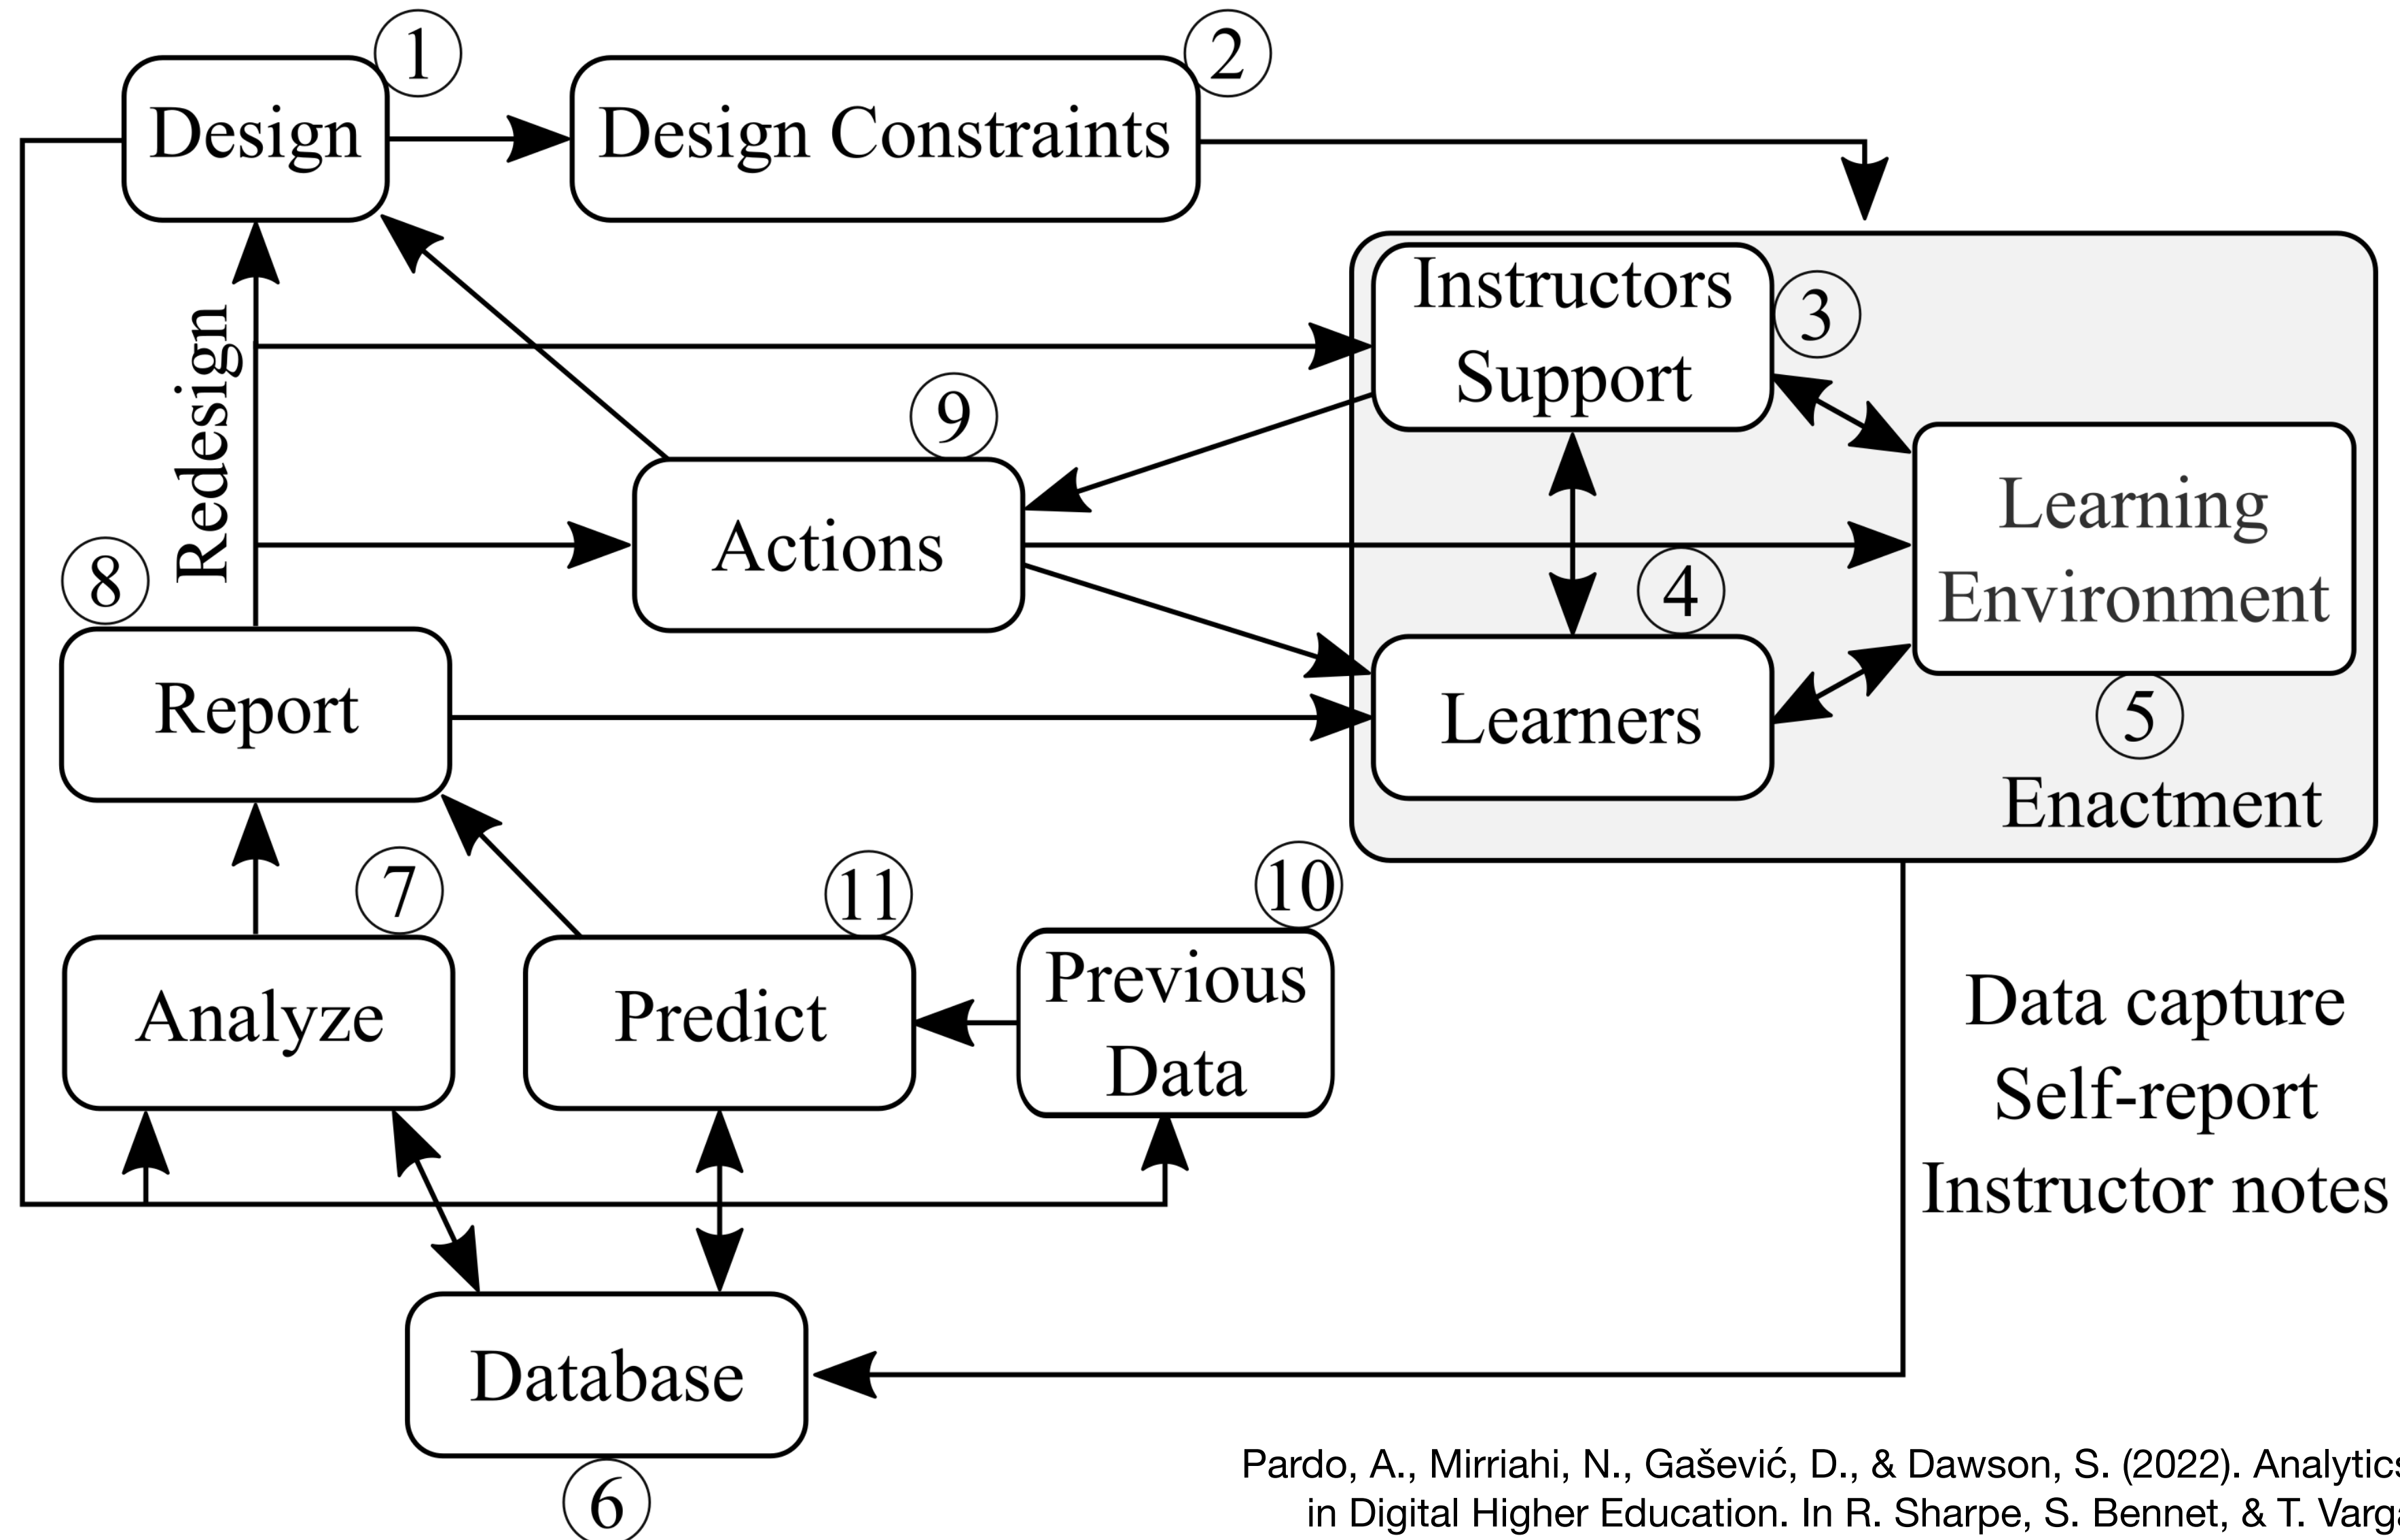 1
2
Design
Design Constraints
Instructors
Support
3
Redesign
9
Actions
Learning
Environment
4
8
Report
Learners
5
Enactment
7
11
10
Analyze
Predict
Previous
Data
Data capture
Self-report
Instructor notes
Database
6
Pardo, A., Mirriahi, N., Gašević, D., & Dawson, S. (2022). Analytics
in Digital Higher Education. In R. Sharpe, S. Bennet, & T. Varg